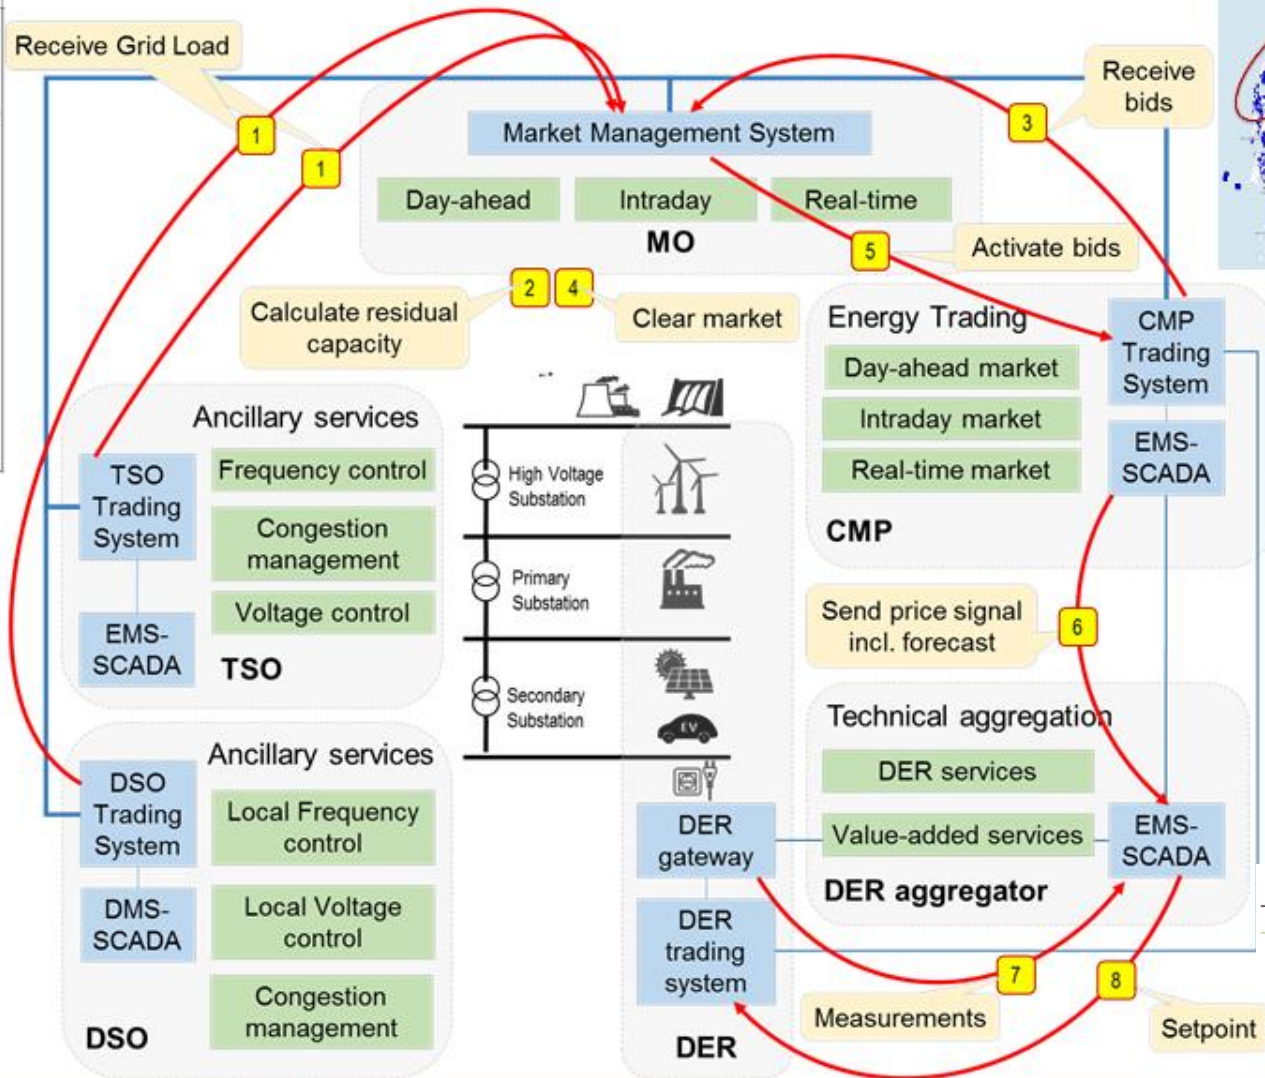 Receive Grid Load
1
1
Receive
bids
3
Market Management System
Day-ahead
Intraday
Real-time
MO
5
Activate bids
2
4
Calculate residual
capacity
Clear market
Energy Trading
Day-ahead market
Intraday market
Real-time market
CMP
CMP
Trading
System
EMS-
SCADA
Ancillary services
TSO
Trading
System
Frequency control
Congestion
management
Voltage control
EMS-
SCADA
TSO
High Voltage
Substation
Primary
Substation
Secondary
Substation
EV
Send price signal
incl. forecast
6
Technical aggregation
DER services
Value-added services
DER aggregator
EMS-
SCADA
Ancillary services
DSO
Trading
System
Local Frequency
control
DMS-
SCADA
Local Voltage
control
Congestion
management
DSO
DER
gateway
DER
trading
system
DER
7
Measurements
8
Setpoint